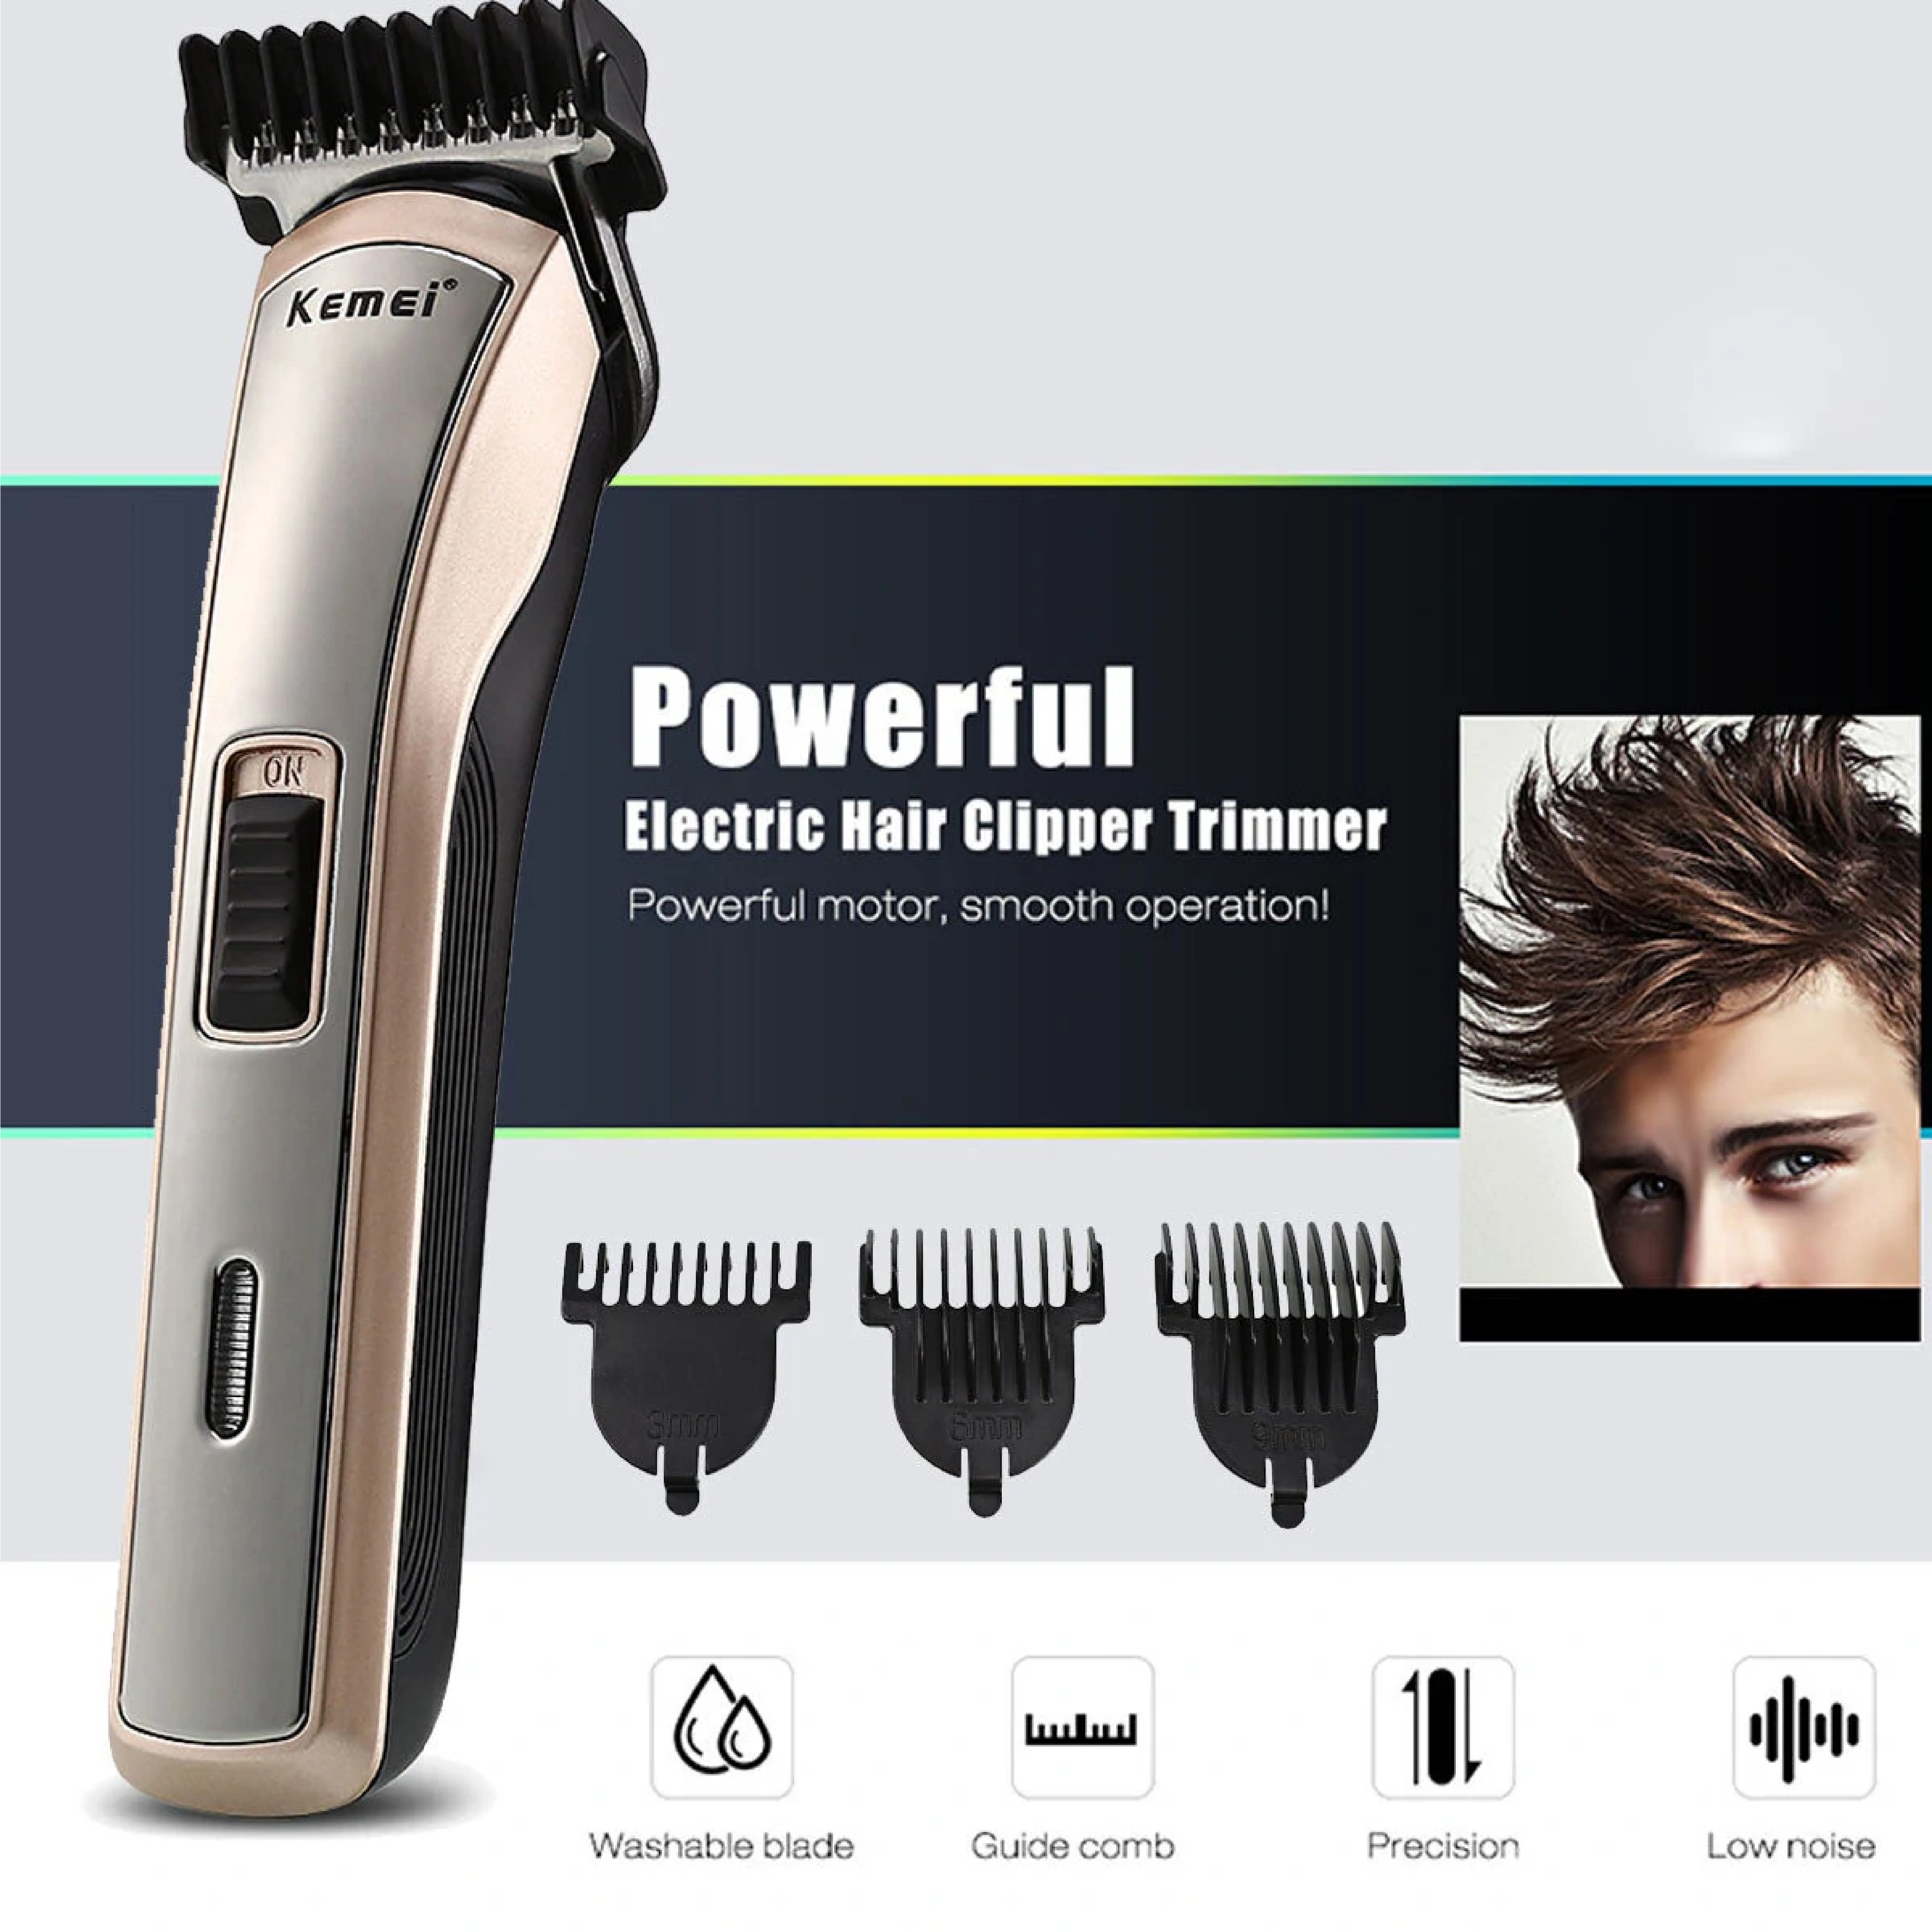 Kemei®
ON
Powerful
Electric Hair Clipper Trimmer
Powerful motor, smooth operation!
3mm
6mm
9mm
Washable blade
Guide comb
Precision
Low noise